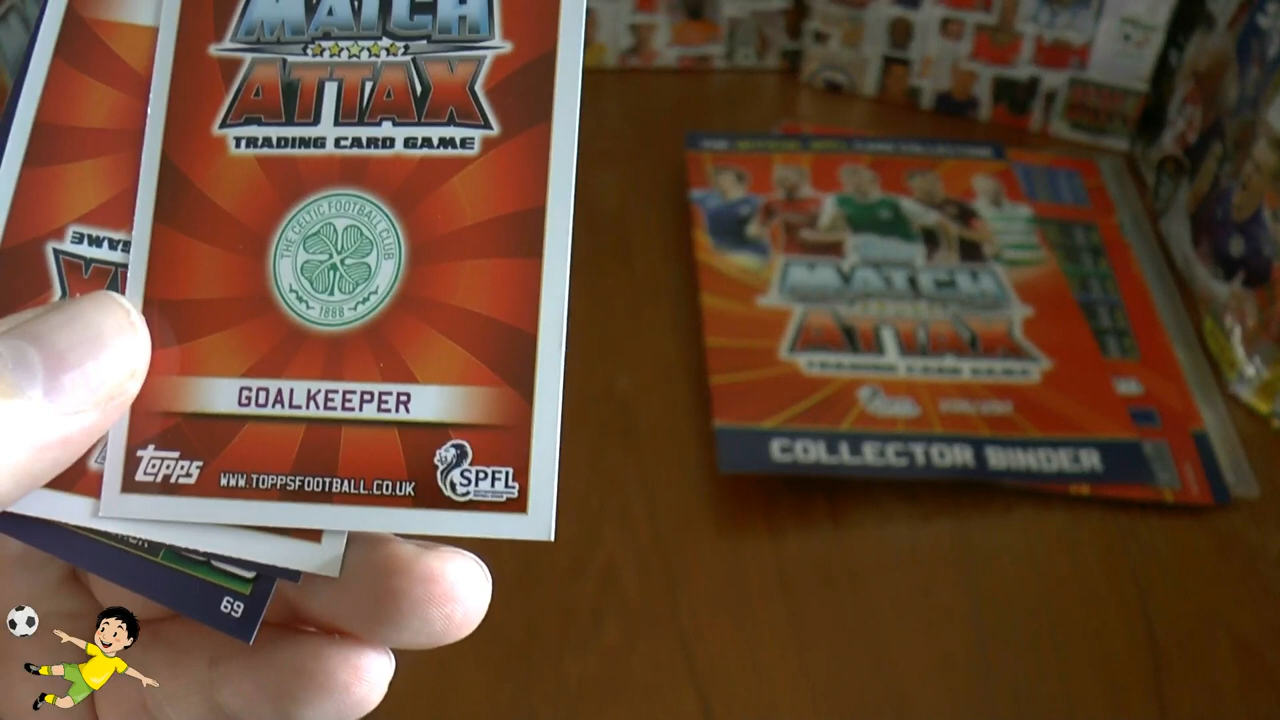 MATCH
ATTAX
TRADING CARD GAME
THE CELTIC FOOTBALL CLUB
1888
GOALKEEPER
Topps
WWW.TOPPSFOOTBALL.CO.UK
SPFL
GAME
69
MATCH
ATTAX
TRADING CARD GAME
COLLECTOR BINDER